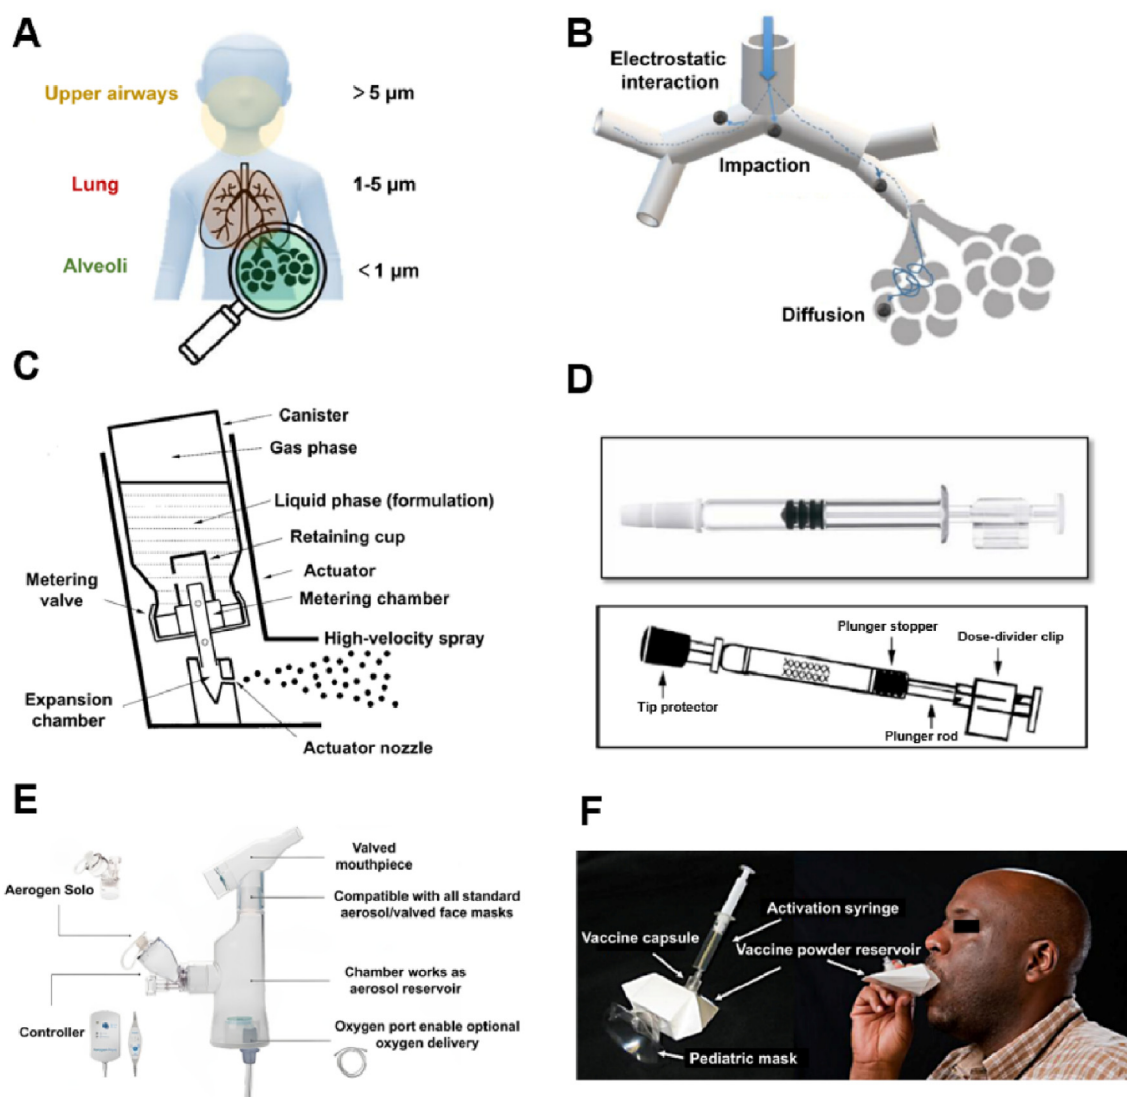 A
Upper airways
> 5 μm
Lung
1-5 μm
Alveoli
< 1 μm
B
Electrostatic
interaction
Impaction
Diffusion
C
Canister
Gas phase
Liquid phase (formulation)
Retaining cup
Actuator
Metering chamber
Metering
valve
High-velocity spray
Expansion
chamber
Actuator nozzle
D
Plunger stopper
Dose-divider clip
Tip protector
Plunger rod
E
Valved
mouthpiece
Aerogen Solo
Compatible with all standard
aerosol/valved face masks
Chamber works as
aerosol reservoir
Controller
Oxygen port enable optional
oxygen delivery
F
Activation syringe
Vaccine capsule
Vaccine powder reservoir
Pediatric mask